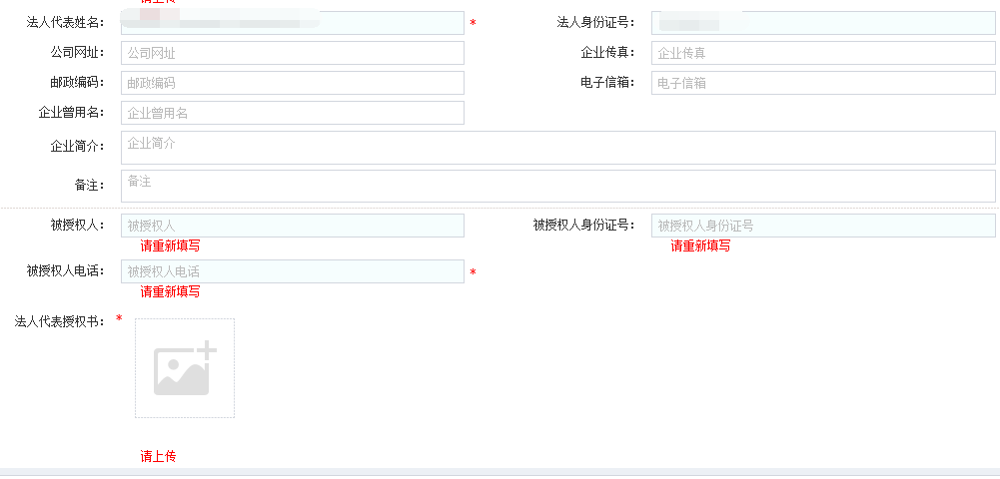 请上传
法人代表姓名： * 法人身份证号：
公司网址： 公司网址 企业传真： 企业传真
邮政编码： 邮政编码 电子信箱： 电子信箱
企业曾用名： 企业曾用名
企业简介： 企业简介
备注： 备注
被授权人： 被授权人 被授权人身份证号： 被授权人身份证号
请重新填写 请重新填写
被授权人电话： 被授权人电话 *
请重新填写
法人代表授权书： *
请上传